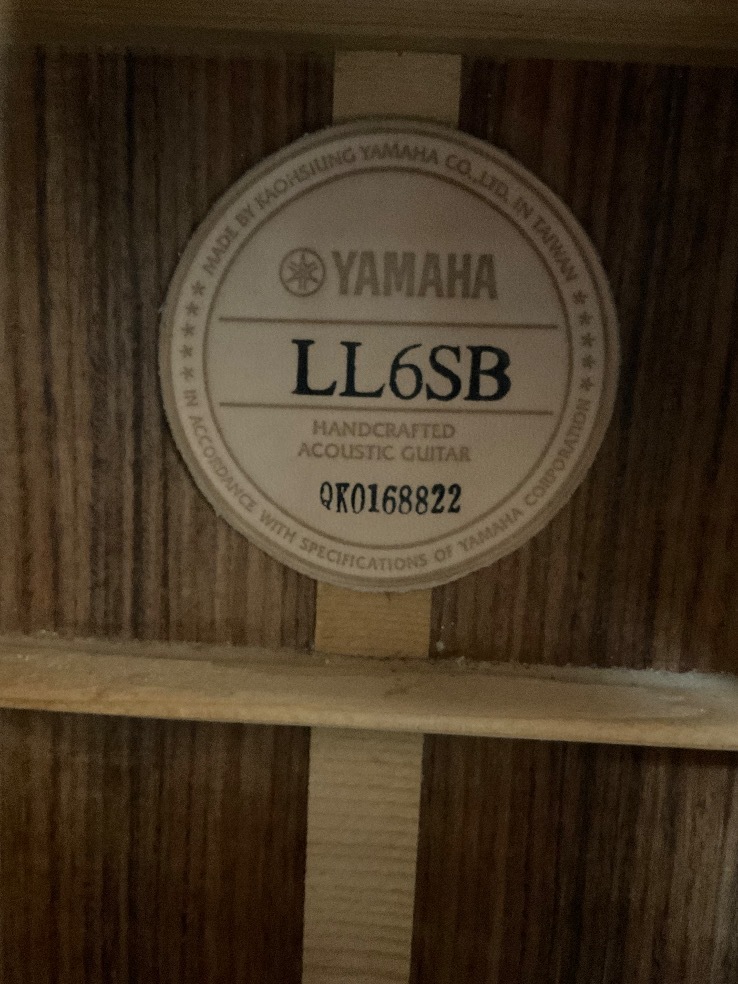 MADE BY KAOHSIUNG YAMAHA CO.,LTD. IN TAIWAN
YAMAHA
LL6SB
HANDCRAFTED
ACOUSTIC GUITAR
QK0168822
IN ACCORDANCE WITH SPECIFICATIONS OF YAMAHA CORPORATION